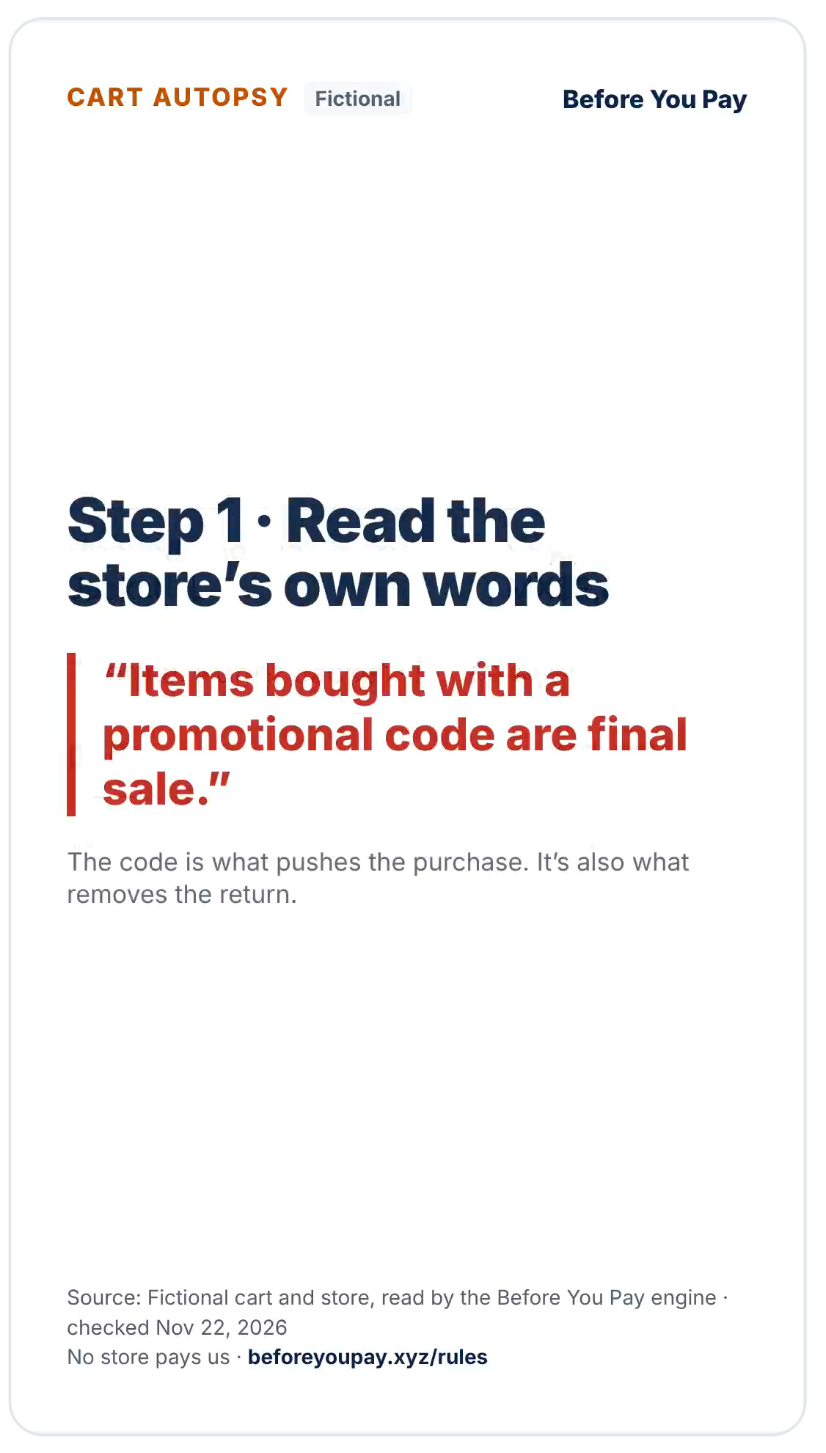 CART AUTOPSY Fictional Before You Pay
Step 1 · Read the
store’s own words
“Items bought with a
promotional code are final
sale.”
The code is what pushes the purchase. It’s also what
removes the return.
Source: Fictional cart and store, read by the Before You Pay engine ·
checked Nov 22, 2026
No store pays us · beforeyoupay.xyz/rules